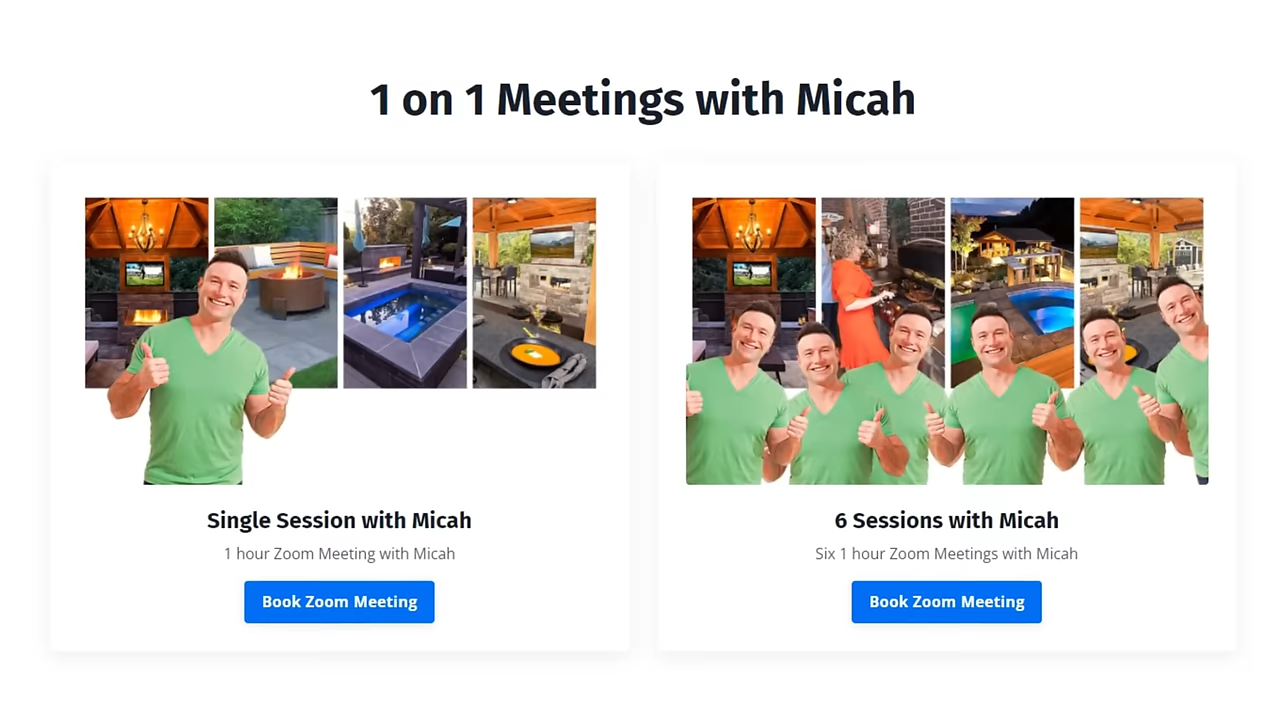 1 on 1 Meetings with Micah
Single Session with Micah
1 hour Zoom Meeting with Micah
Book Zoom Meeting
6 Sessions with Micah
Six 1 hour Zoom Meetings with Micah
Book Zoom Meeting